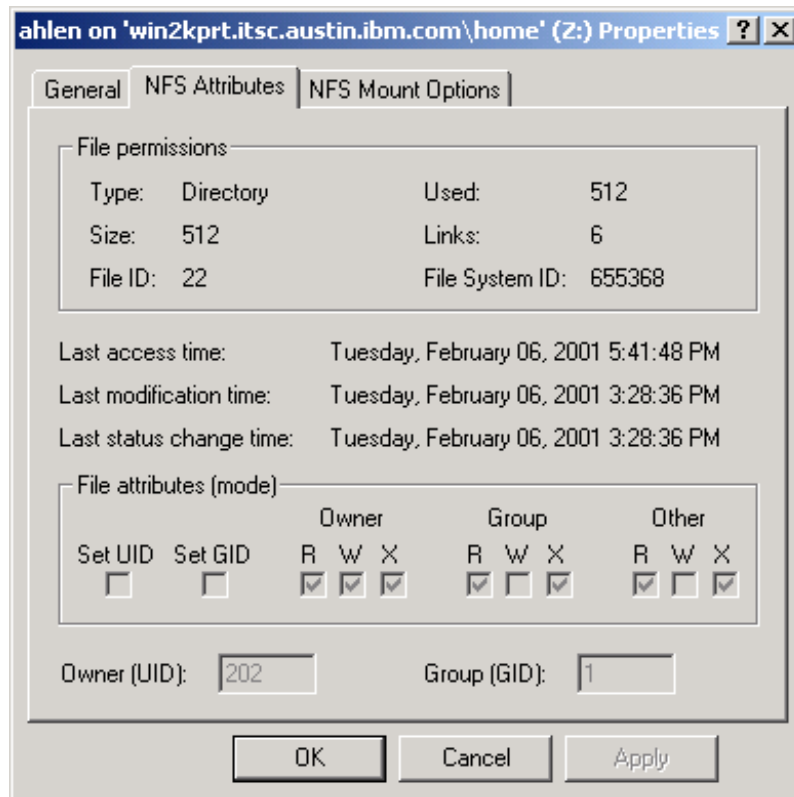 ahlen on 'win2kprt.itsc.austin.ibm.com\home' (Z:) Properties ? X
General NFS Attributes NFS Mount Options
File permissions
Type: Directory Used: 512
Size: 512 Links: 6
File ID: 22 File System ID: 655368
Last access time: Tuesday, February 06, 2001 5:41:48 PM
Last modification time: Tuesday, February 06, 2001 3:28:36 PM
Last status change time: Tuesday, February 06, 2001 3:28:36 PM
File attributes (mode)
Owner Group Other
Set UID Set GID R W X R W X R W X
Owner (UID): 202 Group (GID): 1
OK Cancel Apply